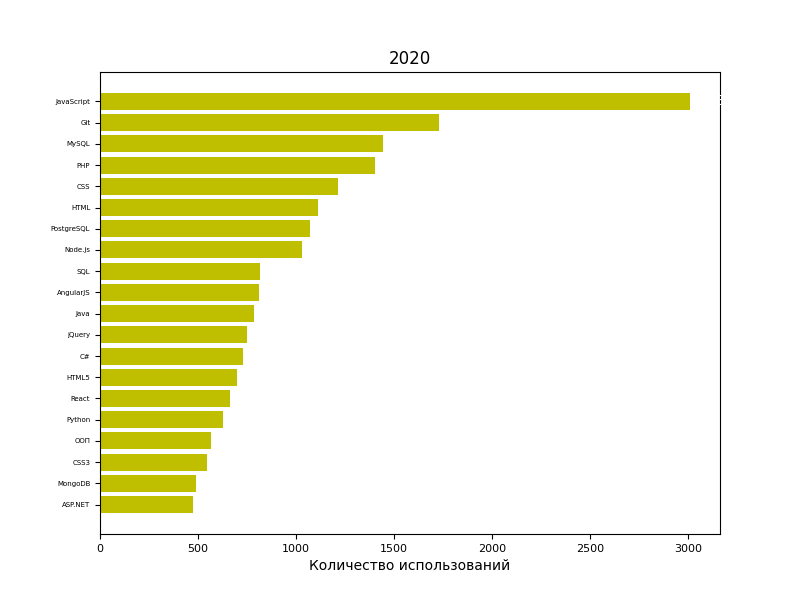 2020
JavaScript
Git
MySQL
PHP
CSS
HTML
PostgreSQL
Node.js
SQL
AngularJS
Java
jQuery
C#
HTML5
React
Python
ООП
CSS3
MongoDB
ASP.NET
0 500 1000 1500 2000 2500 3000
Количество использований